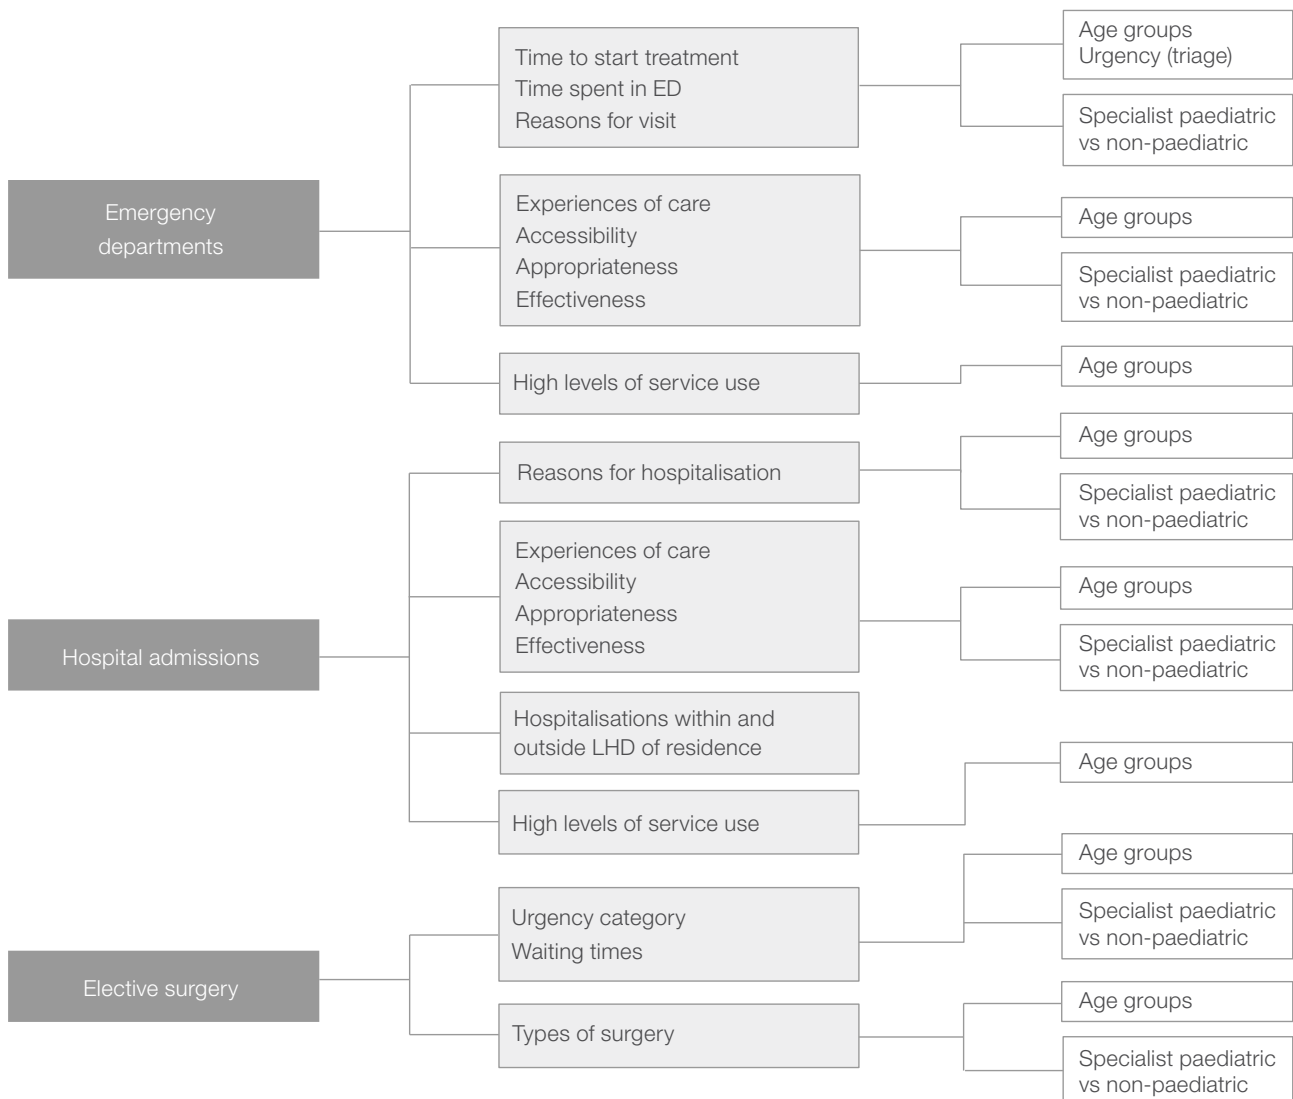 Emergency
departments
Time to start treatment
Time spent in ED
Reasons for visit
Age groups
Urgency (triage)
Specialist paediatric
vs non-paediatric
Experiences of care
Accessibility
Appropriateness
Effectiveness
Age groups
Specialist paediatric
vs non-paediatric
High levels of service use
Age groups
Hospital admissions
Reasons for hospitalisation
Age groups
Specialist paediatric
vs non-paediatric
Experiences of care
Accessibility
Appropriateness
Effectiveness
Age groups
Specialist paediatric
vs non-paediatric
Hospitalisations within and
outside LHD of residence
High levels of service use
Age groups
Elective surgery
Urgency category
Waiting times
Age groups
Specialist paediatric
vs non-paediatric
Types of surgery
Age groups
Specialist paediatric
vs non-paediatric